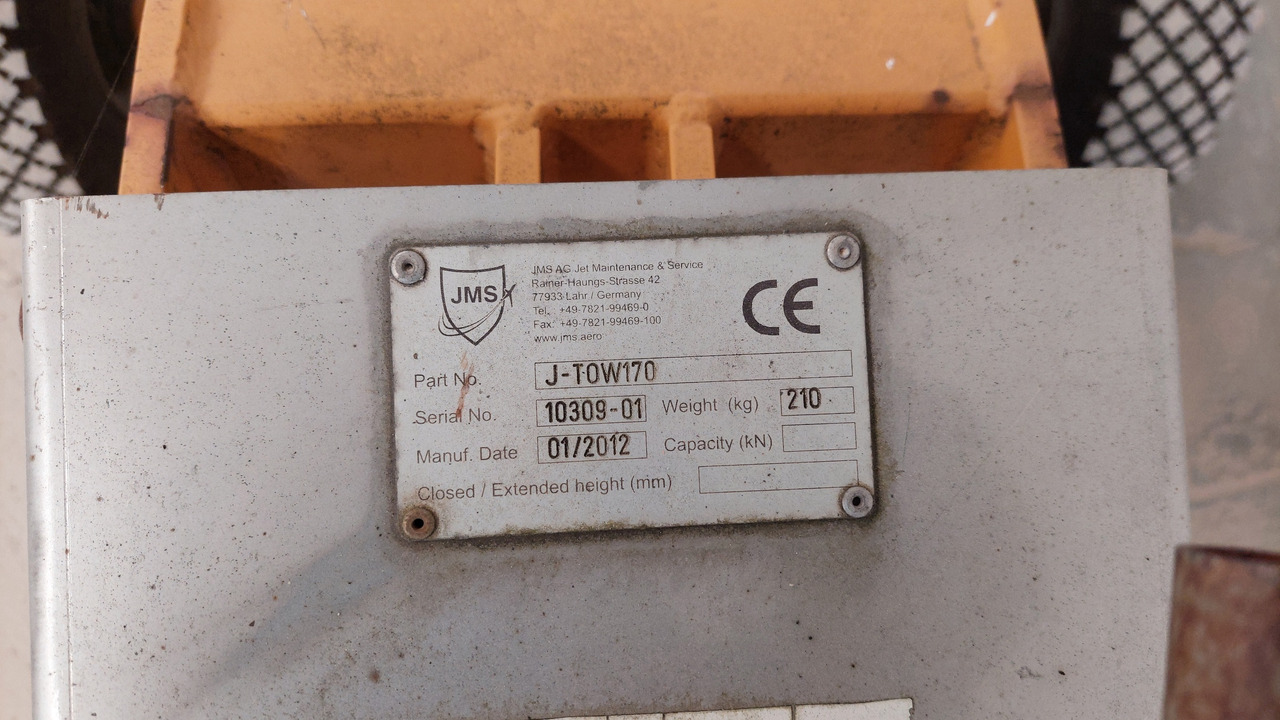 JMS
JMS AG Jet Maintenance & Service
Rainer-Haungs-Strasse 42
77933 Lahr / Germany
Tel. +49-7821-99469-0
Fax: +49-7821-99469-100
www.jms.aero
CE
Part No. J-TOW170
Serial No. 10309-01 Weight (kg) 210
Manuf. Date 01/2012 Capacity (kN)
Closed / Extended height (mm)